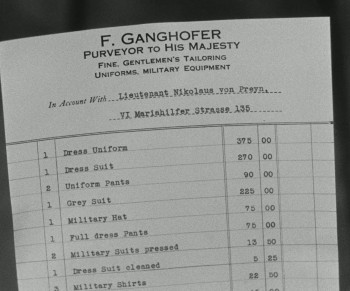 F. GANGHOFER
PURVEYOR TO HIS MAJESTY
FINE, GENTLEMEN'S TAILORING
UNIFORMS, MILITARY EQUIPMENT
In Account With Lieutenant Nikolaus von Preyn,
VI Mariahilfer Strasse 135
1 Dress Uniform 375 00
1 Dress Suit 270 00
2 Uniform Pants 90 00
1 Grey Suit 225 00
1 Military Hat 75 00
1 Full dress Pants 75 00
2 Military Suits pressed 13 50
1 Dress Suit cleaned 5 25
3 Military Shirts 22 50